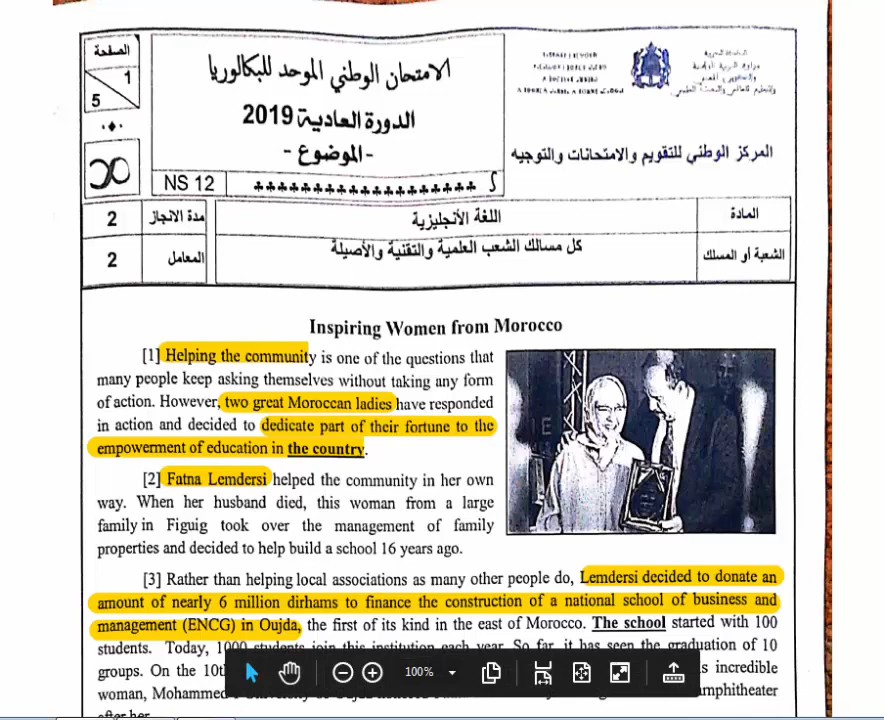 الصفحة
1
5
الامتحان الوطني الموحد للبكالوريا
الدورة العادية 2019
-الموضوع-
NS 12
♣♣♣♣♣♣♣♣♣♣♣♣♣♣♣♣♣♣
المركز الوطني للتقويم والامتحانات والتوجيه
2 مدة الانجاز اللغة الأنجليزية المادة
2 المعامل كل مسالك الشعب العلمية والتقنية والأصيلة الشعبة أو المسلك
Inspiring Women from Morocco
[1] Helping the community is one of the questions that
many people keep asking themselves without taking any form
of action. However, two great Moroccan ladies have responded
in action and decided to dedicate part of their fortune to the
empowerment of education in the country.
[2] Fatna Lemdersi helped the community in her own
way. When her husband died, this woman from a large
family in Figuig took over the management of family
properties and decided to help build a school 16 years ago.
[3] Rather than helping local associations as many other people do, Lemdersi decided to donate an
amount of nearly 6 million dirhams to finance the construction of a national school of business and
management (ENCG) in Oujda, the first of its kind in the east of Morocco. The school started with 100
students. Today, 1000 students join this institution each year. So far, it has seen the graduation of 10
groups. On the 10t incredible
woman, Mohammed amphitheater
after her
100%